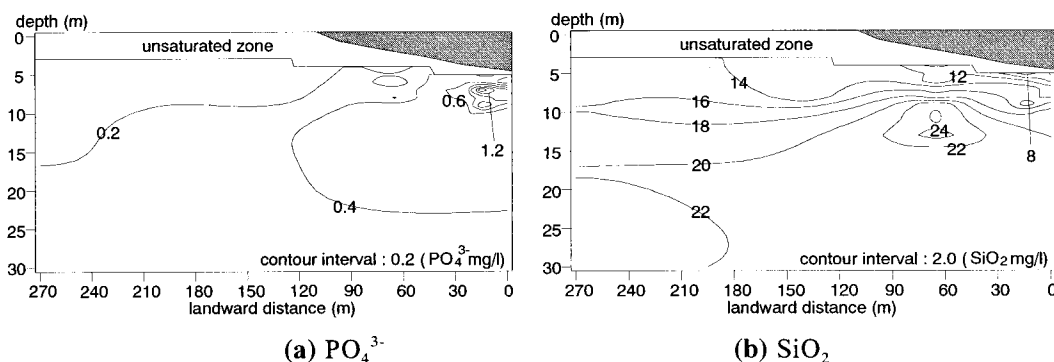 depth (m)
0
5
10
15
20
25
30
unsaturated zone
0.2
0.6
1.2
0.4
contour interval : 0.2 ( PO₄³⁻ mg/l )
270 240 210 180 150 120 90 60 30 0
landward distance (m)
(a) PO₄³⁻
depth (m)
0
5
10
15
20
25
30
unsaturated zone
14
12
16
18
24
22
8
20
22
contour interval : 2.0 ( SiO₂ mg/l )
270 240 210 180 150 120 90 60 30 0
landward distance (m)
(b) SiO₂